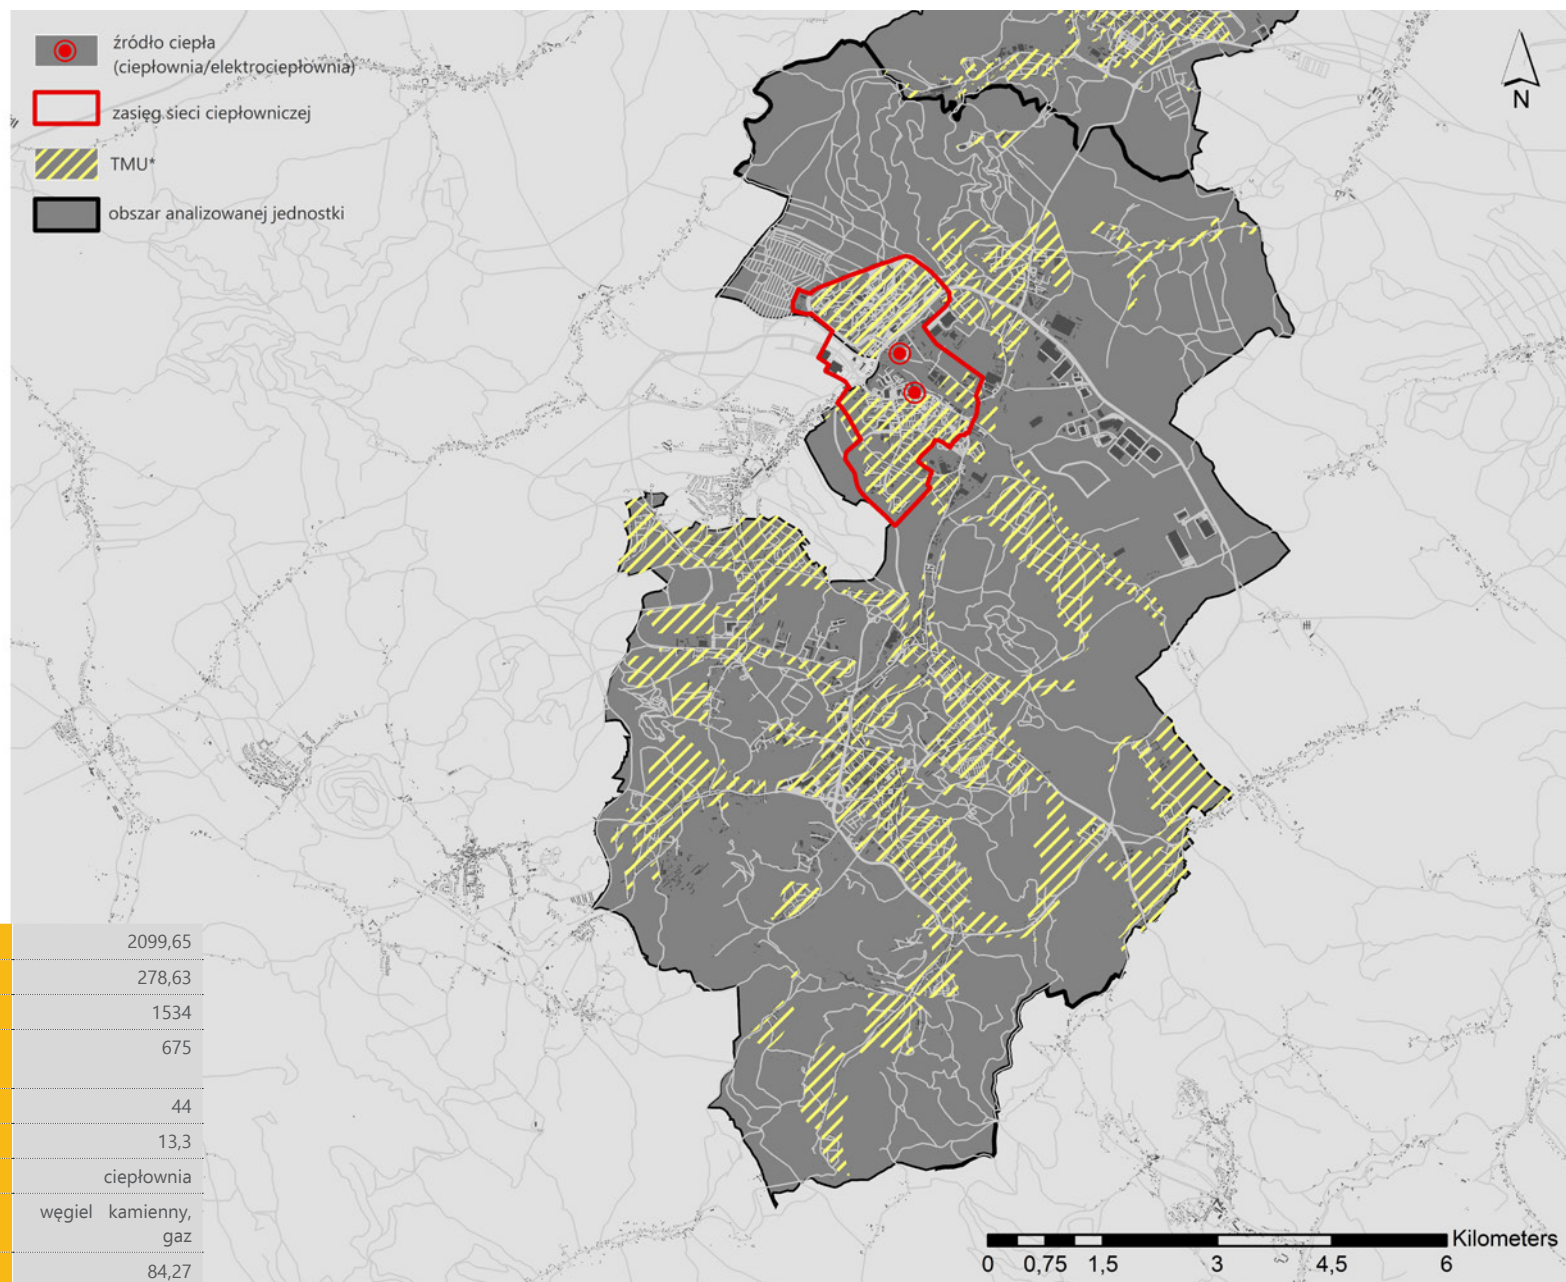 źródło ciepła
(ciepłownia/elektrociepłownia)
zasięg sieci ciepłowniczej
TMU*
obszar analizowanej jednostki
N
2099,65
278,63
1534
675
44
13,3
ciepłownia
węgiel kamienny,
gaz
84,27
Kilometers
0 0,75 1,5 3 4,5 6